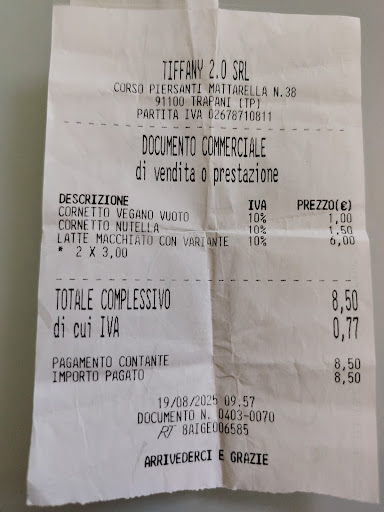 TIFFANY 2.0 SRL
CORSO PIERSANTI MATTARELLA N.38
91100 TRAPANI (TP)
PARTITA IVA 02678710811
DOCUMENTO COMMERCIALE
di vendita o prestazione
DESCRIZIONE IVA PREZZO(€)
CORNETTO VEGANO VUOTO 10% 1,00
CORNETTO NUTELLA 10% 1,50
LATTE MACCHIATO CON VARIANTE 10% 6,00
* 2 X 3,00
TOTALE COMPLESSIVO 8,50
di cui IVA 0,77
PAGAMENTO CONTANTE 8,50
IMPORTO PAGATO 8,50
19/08/2025 09.57
DOCUMENTO N. 0403-0070
RT 8AIGE006585
ARRIVEDERCI E GRAZIE